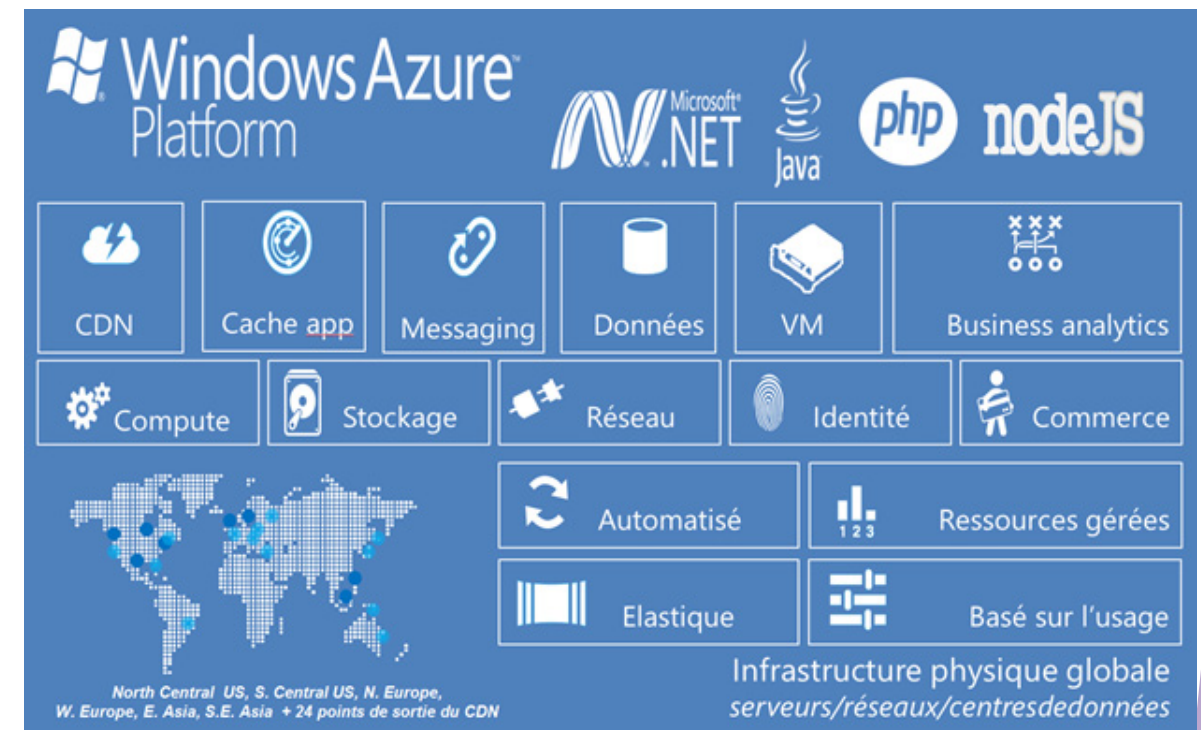 Windows Azure™
Platform
Microsoft®
.NET
Java
php
nodeJS
CDN
Cache app
Messaging
Données
VM
Business analytics
Compute
Stockage
Réseau
Identité
Commerce
Automatisé
1 2 3
Ressources gérées
Elastique
Basé sur l'usage
North Central US, S. Central US, N. Europe,
W. Europe, E. Asia, S.E. Asia + 24 points de sortie du CDN
Infrastructure physique globale
serveurs/réseaux/centresdedonnées